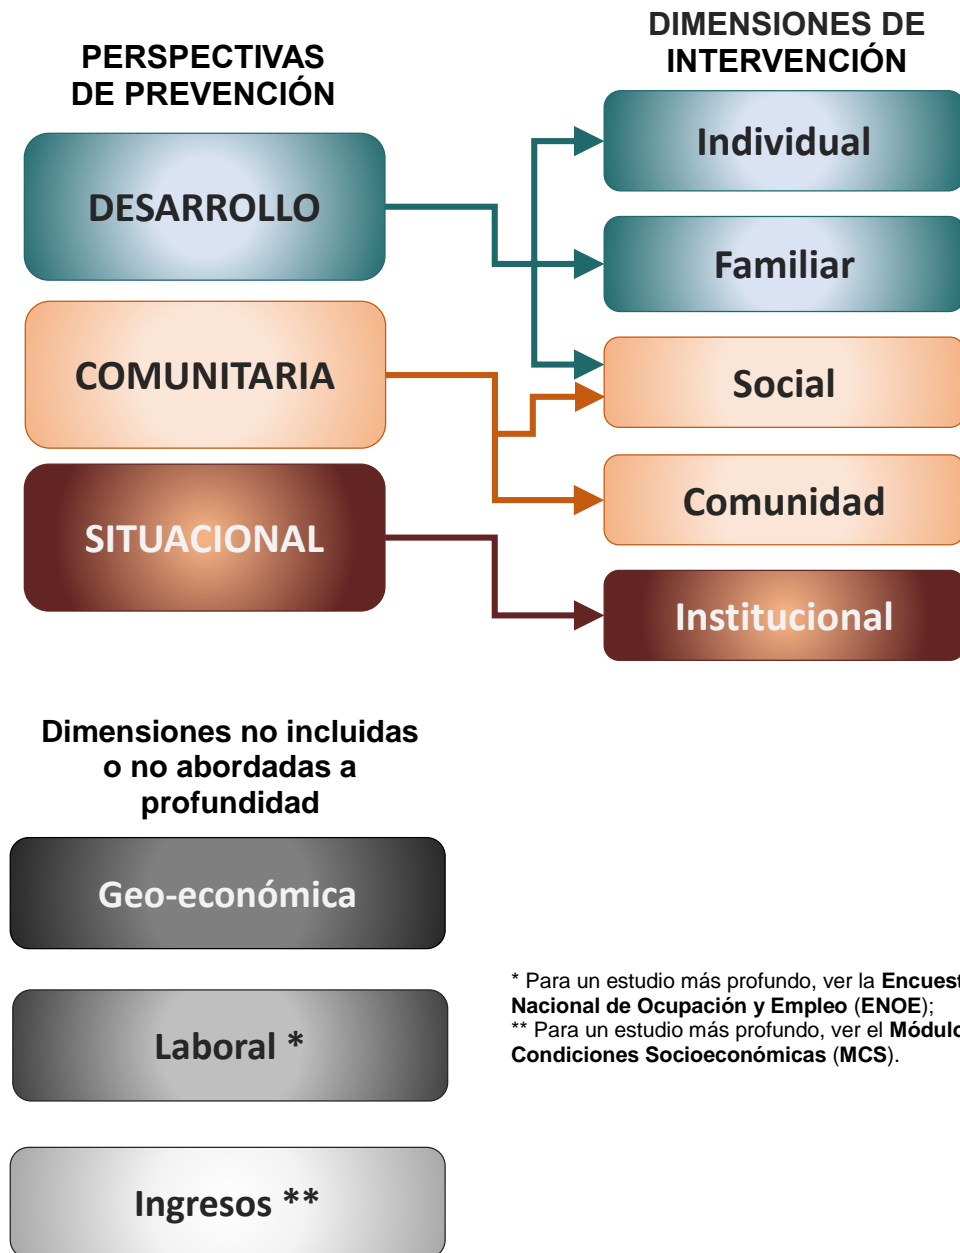 PERSPECTIVAS
DE PREVENCIÓN
DIMENSIONES DE
INTERVENCIÓN
DESARROLLO
COMUNITARIA
SITUACIONAL
Individual
Familiar
Social
Comunidad
Institucional
Dimensiones no incluidas
o no abordadas a
profundidad
Geo-económica
Laboral *
Ingresos **
* Para un estudio más profundo, ver la Encuest
Nacional de Ocupación y Empleo (ENOE);
** Para un estudio más profundo, ver el Módulo
Condiciones Socioeconómicas (MCS).